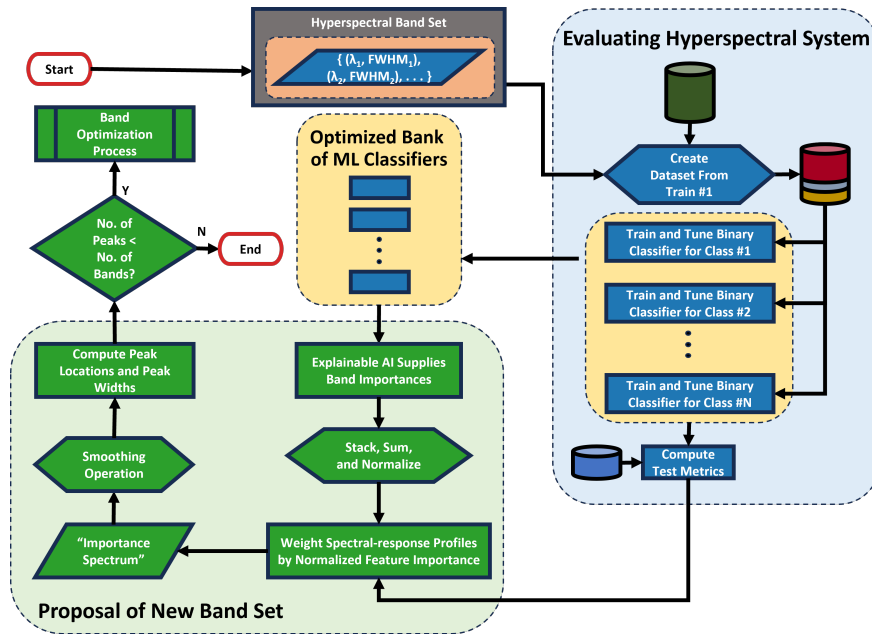 Start
Hyperspectral Band Set
{ (λ1, FWHM1),
(λ2, FWHM2), . . . }
Evaluating Hyperspectral System
Create
Dataset From
Train #1
Train and Tune Binary
Classifier for Class #1
Train and Tune Binary
Classifier for Class #2
Train and Tune Binary
Classifier for Class #N
Compute
Test Metrics
Optimized Bank
of ML Classifiers
Band
Optimization
Process
Y
No. of
Peaks <
No. of
Bands?
N
End
Compute Peak
Locations and Peak
Widths
Explainable AI Supplies
Band Importances
Smoothing
Operation
Stack, Sum,
and Normalize
“Importance
Spectrum”
Weight Spectral-response Profiles
by Normalized Feature Importance
Proposal of New Band Set